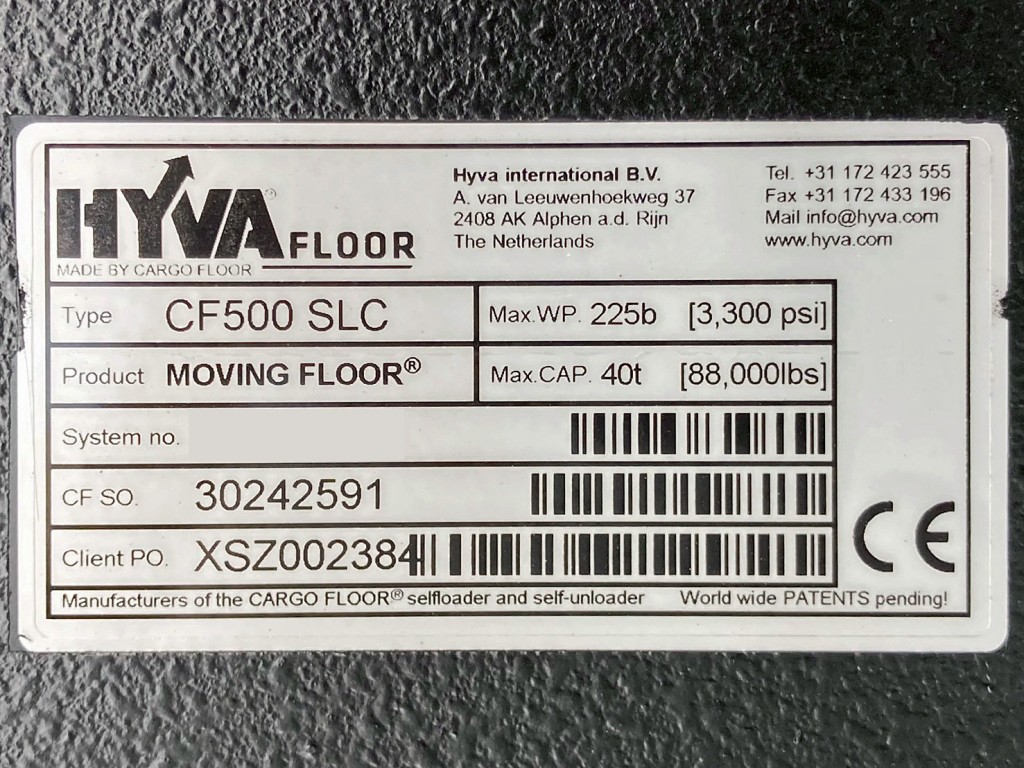 HYVA® FLOOR
MADE BY CARGO FLOOR
Hyva international B.V.
A. van Leeuwenhoekweg 37
2408 AK Alphen a.d. Rijn
The Netherlands
Tel. +31 172 423 555
Fax +31 172 433 196
Mail info@hyva.com
www.hyva.com
Type CF500 SLC Max.WP. 225b [3,300 psi]
Product MOVING FLOOR® Max.CAP. 40t [88,000lbs]
System no.
CF SO. 30242591
Client PO. XSZ002384
CE
Manufacturers of the CARGO FLOOR® selfloader and self-unloader World wide PATENTS pending!